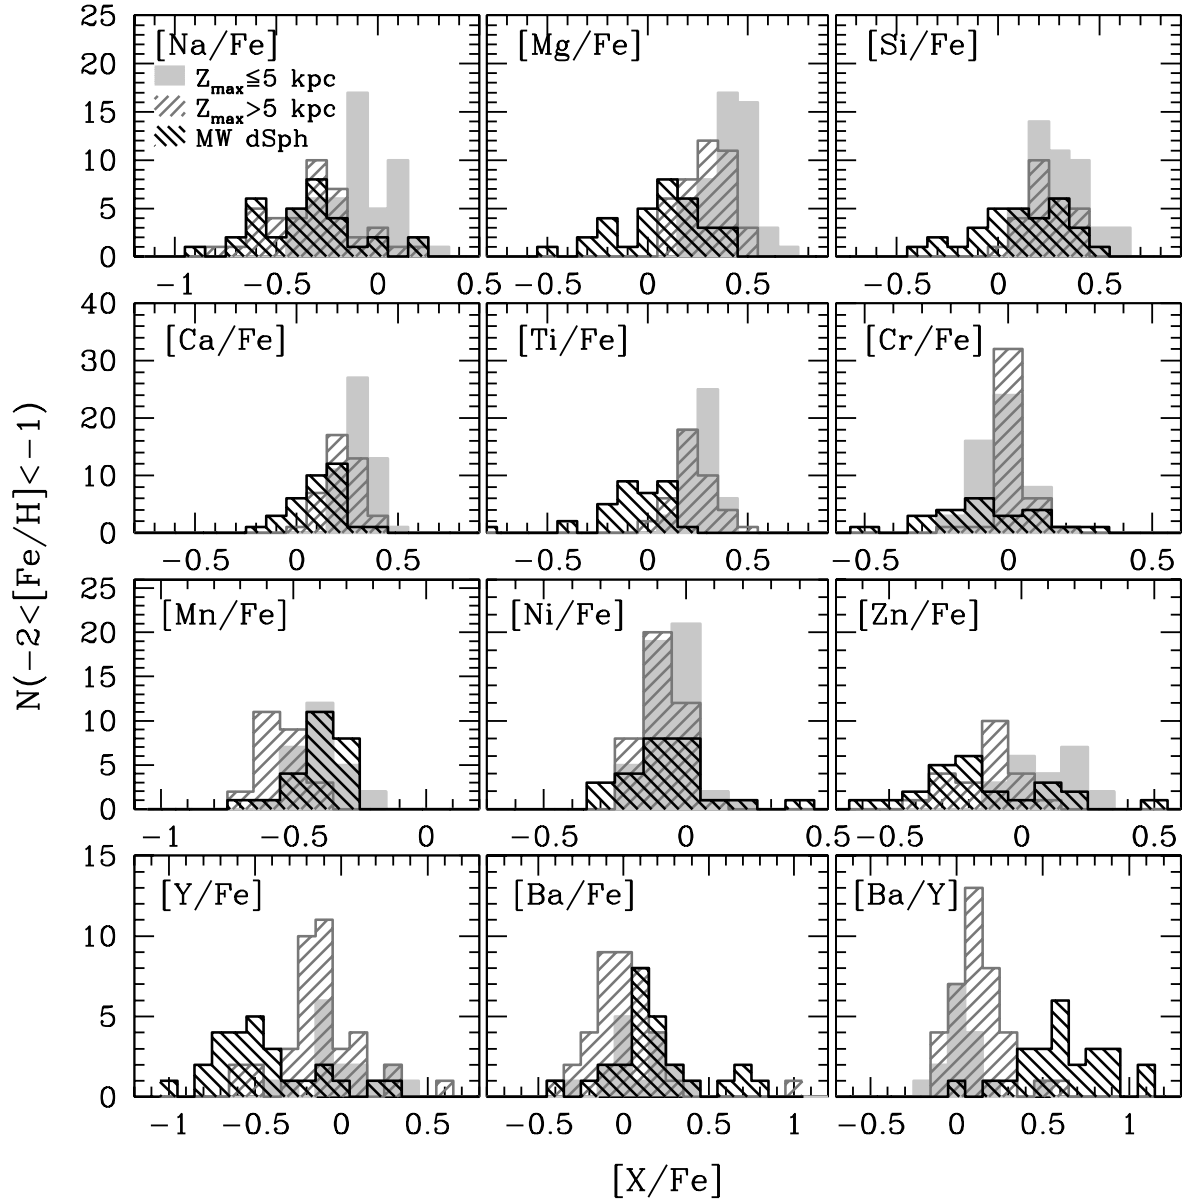 [Na/Fe] [Mg/Fe] [Si/Fe]
Zmax≦5 kpc
Zmax>5 kpc
MW dSph
25
20
15
10
5
0
−1 −0.5 0 0.5 −0.5 0 0.5 −0.5 0 0.5
[Ca/Fe] [Ti/Fe] [Cr/Fe]
40
30
20
10
0
−0.5 0 0.5 −0.5 0 0.5 −0.5 0 0.5
N(−2<[Fe/H]<−1)
[Mn/Fe] [Ni/Fe] [Zn/Fe]
25
20
15
10
5
0
−1 −0.5 0 −0.5 0 0.5 −0.5 0 0.5
[Y/Fe] [Ba/Fe] [Ba/Y]
15
10
5
0
−1 −0.5 0 0.5 −0.5 0 0.5 1 −0.5 0 0.5 1
[X/Fe]